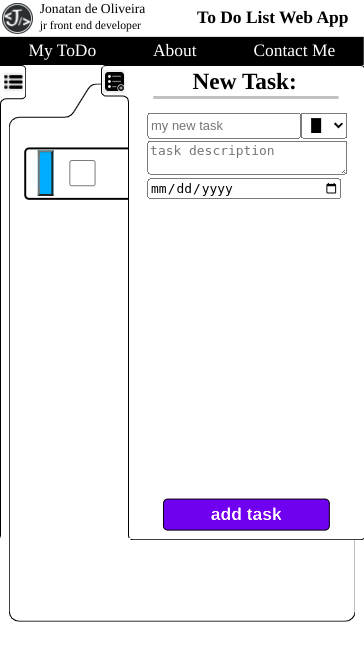 Jonatan de Oliveira
jr front end developer
To Do List Web App
My ToDo
About
Contact Me
New Task:
my new task
task description
mm/dd/yyyy
add task